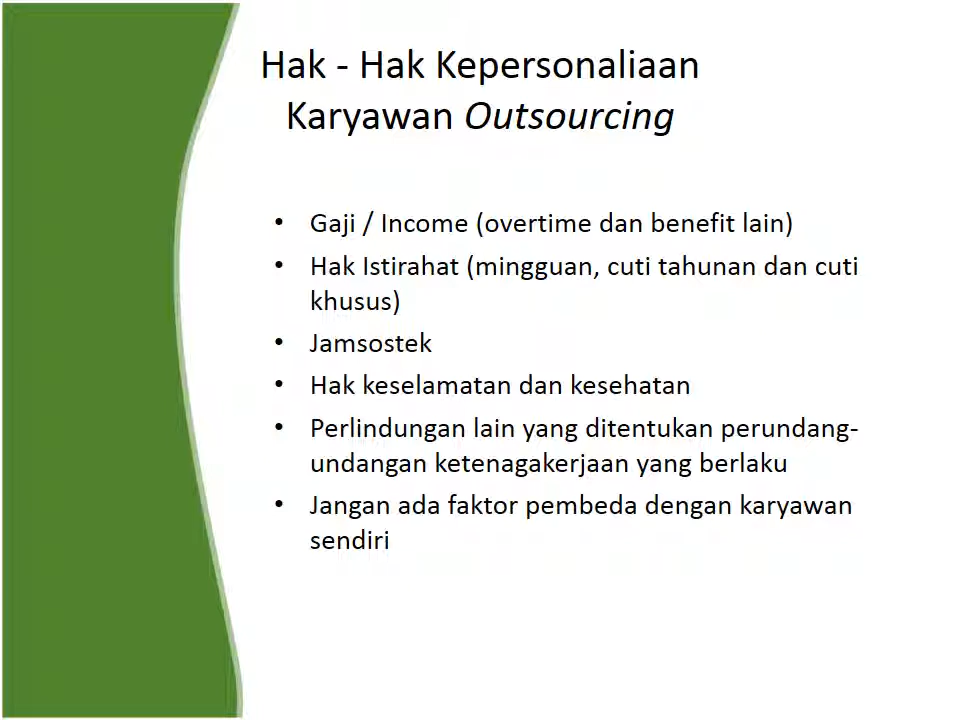 Hak - Hak Kepersonaliaan
Karyawan Outsourcing
• Gaji / Income (overtime dan benefit lain)
• Hak Istirahat (mingguan, cuti tahunan dan cuti
khusus)
• Jamsostek
• Hak keselamatan dan kesehatan
• Perlindungan lain yang ditentukan perundang-
undangan ketenagakerjaan yang berlaku
• Jangan ada faktor pembeda dengan karyawan
sendiri